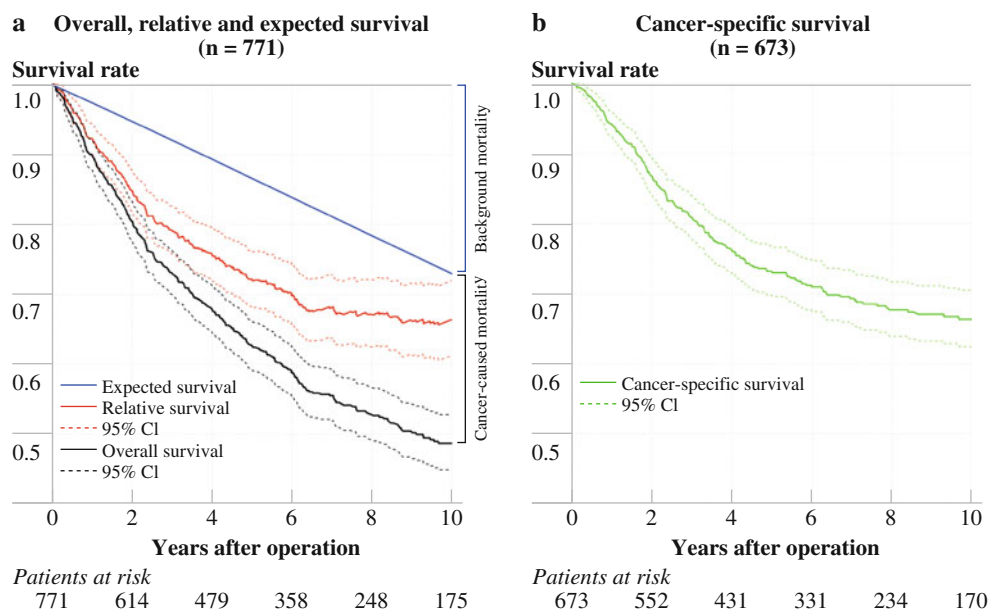 a Overall, relative and expected survival
(n = 771)
Survival rate
1.0
0.9
0.8
0.7
0.6
0.5
Background mortality
Cancer-caused mortality
Expected survival
Relative survival
95% Cl
Overall survival
95% Cl
0 2 4 6 8 10
Years after operation
Patients at risk
771 614 479 358 248 175
b Cancer-specific survival
(n = 673)
Survival rate
1.0
0.9
0.8
0.7
0.6
0.5
Cancer-specific survival
95% Cl
0 2 4 6 8 10
Years after operation
Patients at risk
673 552 431 331 234 170